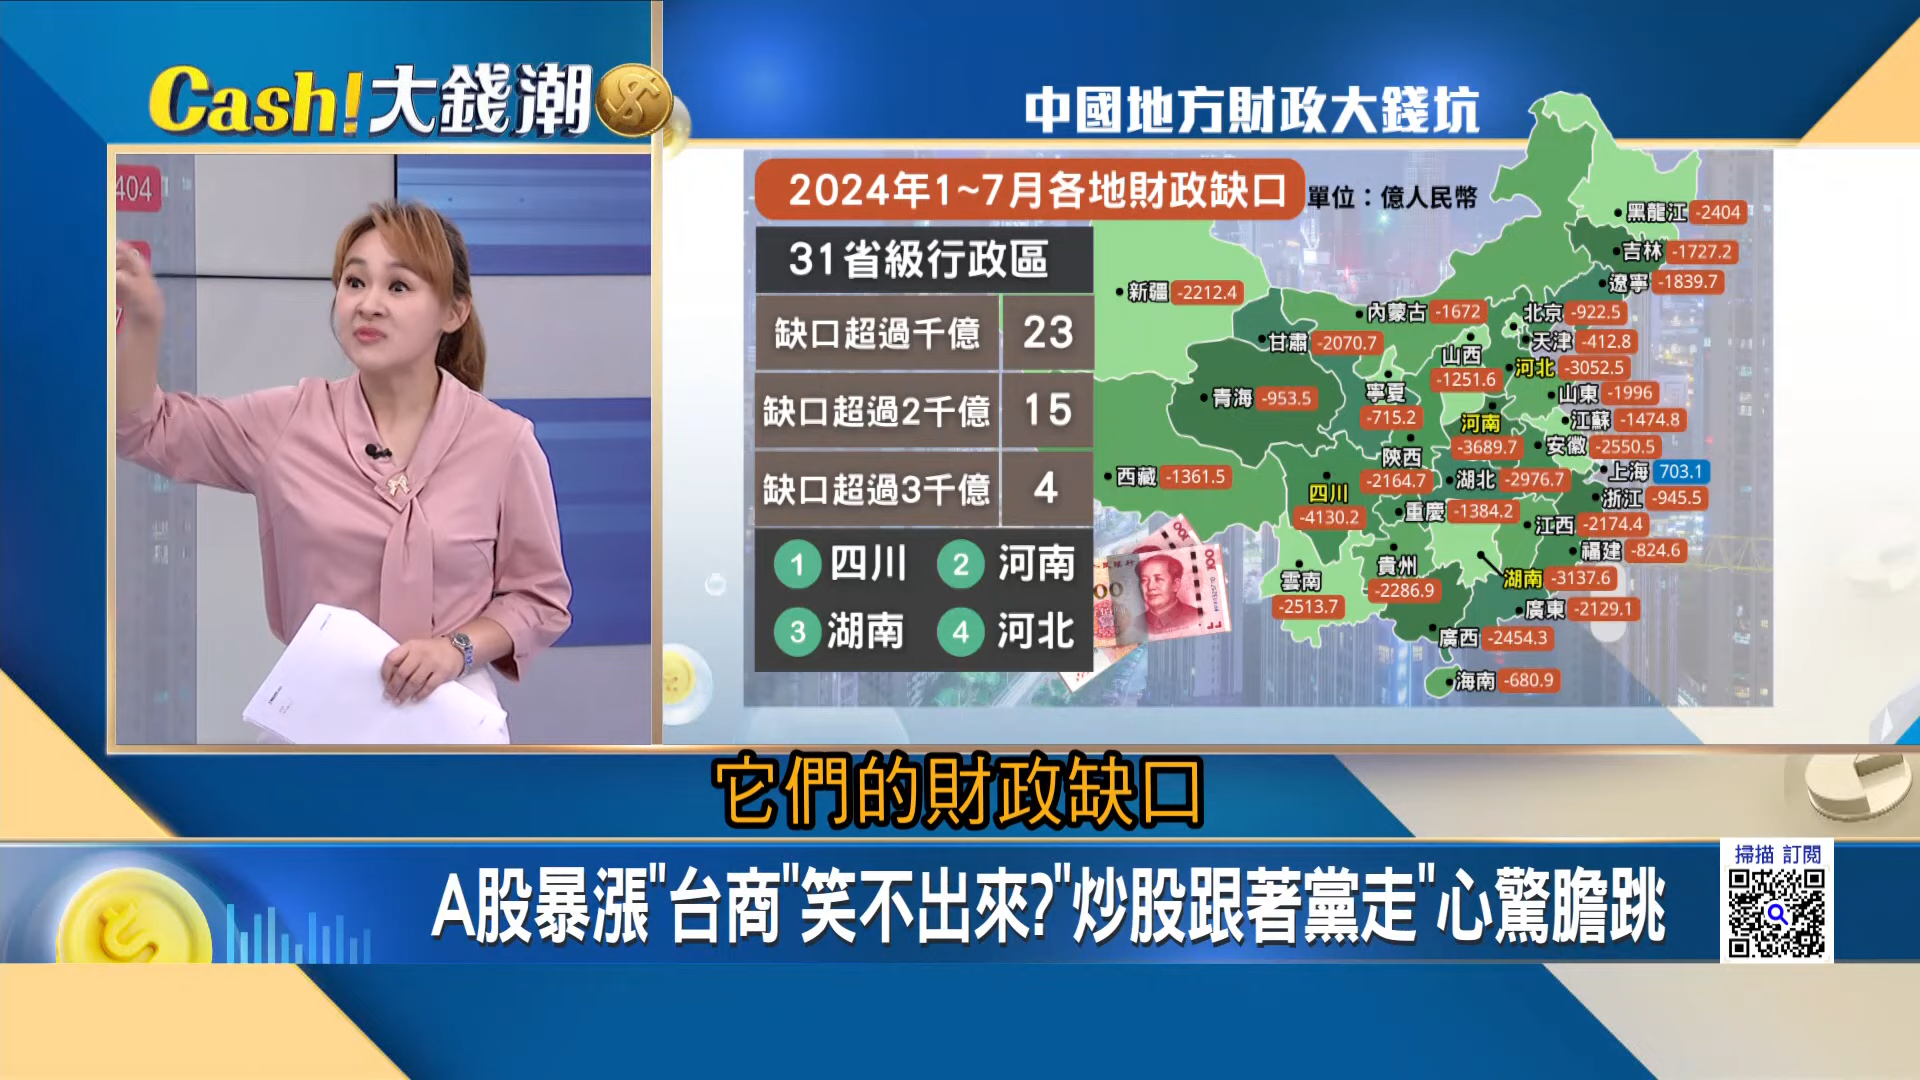 Cash!大錢潮
中國地方財政大錢坑
404
2024年1~7月各地財政缺口
單位：億人民幣
31省級行政區
缺口超過千億 23
缺口超過2千億 15
缺口超過3千億 4
1 四川 2 河南
3 湖南 4 河北
黑龍江 -2404
吉林 -1727.2
遼寧 -1839.7
新疆 -2212.4
內蒙古 -1672
北京 -922.5
甘肅 -2070.7
天津 -412.8
山西 -1251.6
河北 -3052.5
青海 -953.5
寧夏 -715.2
山東 -1996
河南 -3689.7
江蘇 -1474.8
安徽 -2550.5
西藏 -1361.5
陝西 -2164.7
湖北 -2976.7
上海 703.1
浙江 -945.5
四川 -4130.2
重慶 -1384.2
江西 -2174.4
福建 -824.6
雲南 -2513.7
貴州 -2286.9
湖南 -3137.6
廣東 -2129.1
廣西 -2454.3
海南 -680.9
100
它們的財政缺口
A股暴漲"台商"笑不出來?"炒股跟著黨走"心驚膽跳
掃描 訂閱